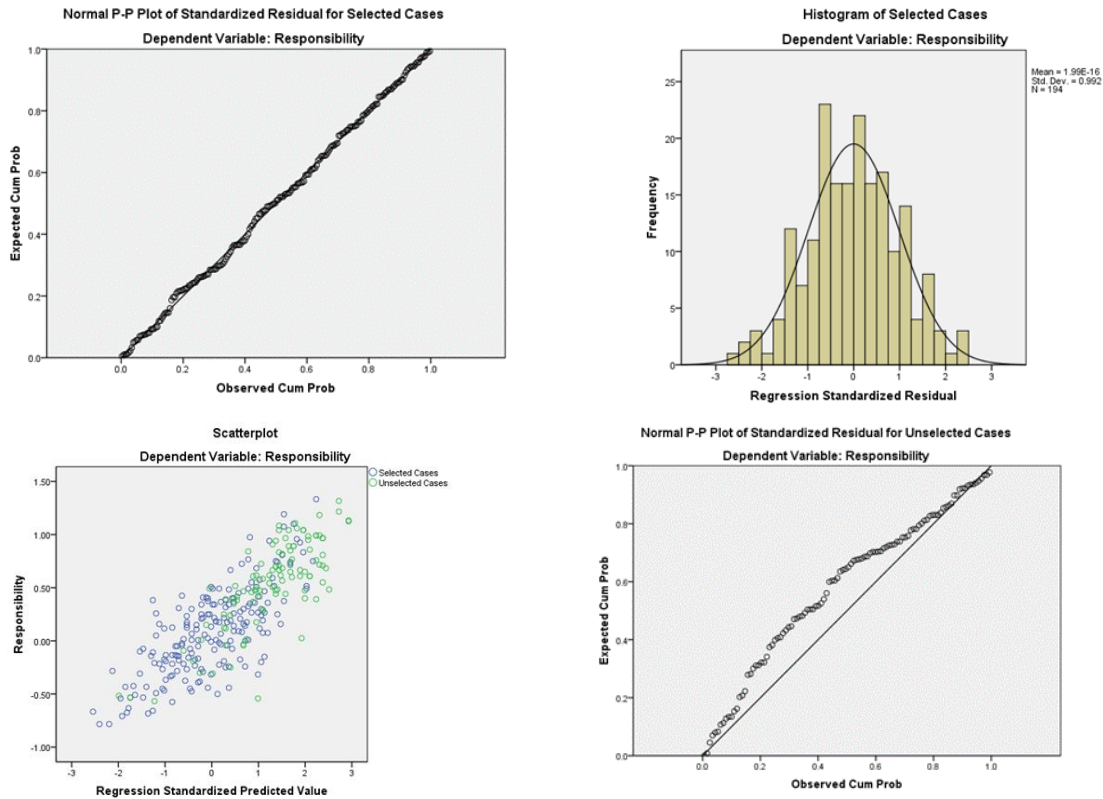 Normal P-P Plot of Standardized Residual for Selected Cases
Dependent Variable: Responsibility
Expected Cum Prob
1.0
0.8
0.6
0.4
0.2
0.0
0.0 0.2 0.4 0.6 0.8 1.0
Observed Cum Prob
Histogram of Selected Cases
Dependent Variable: Responsibility
Mean = 1.99E-16
Std. Dev. = 0.992
N = 194
Frequency
25
20
15
10
5
0
-3 -2 -1 0 1 2 3
Regression Standardized Residual
Scatterplot
Dependent Variable: Responsibility
Selected Cases
Unselected Cases
Responsibility
1.50
1.00
0.50
0.00
-0.50
-1.00
-3 -2 -1 0 1 2 3
Regression Standardized Predicted Value
Normal P-P Plot of Standardized Residual for Unselected Cases
Dependent Variable: Responsibility
Expected Cum Prob
1.0
0.8
0.6
0.4
0.2
0.0
0.0 0.2 0.4 0.6 0.8 1.0
Observed Cum Prob